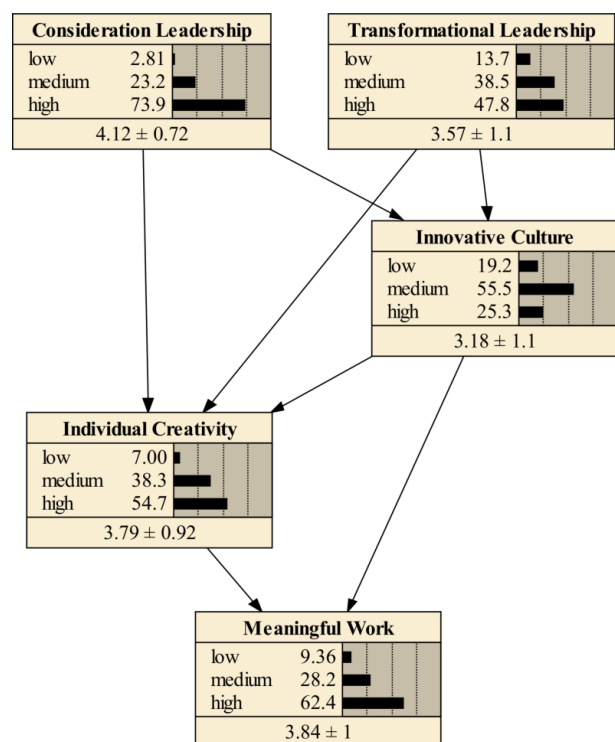 Consideration Leadership
low 2.81
medium 23.2
high 73.9
4.12 ± 0.72
Transformational Leadership
low 13.7
medium 38.5
high 47.8
3.57 ± 1.1
Innovative Culture
low 19.2
medium 55.5
high 25.3
3.18 ± 1.1
Individual Creativity
low 7.00
medium 38.3
high 54.7
3.79 ± 0.92
Meaningful Work
low 9.36
medium 28.2
high 62.4
3.84 ± 1